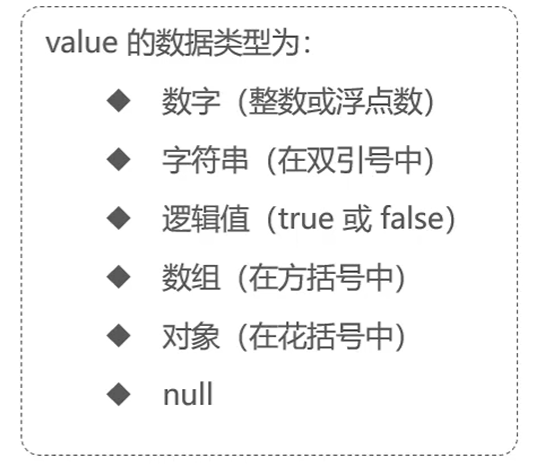 value 的数据类型为：
◆ 数字（整数或浮点数）
◆ 字符串（在双引号中）
◆ 逻辑值（true 或 false）
◆ 数组（在方括号中）
◆ 对象（在花括号中）
◆ null